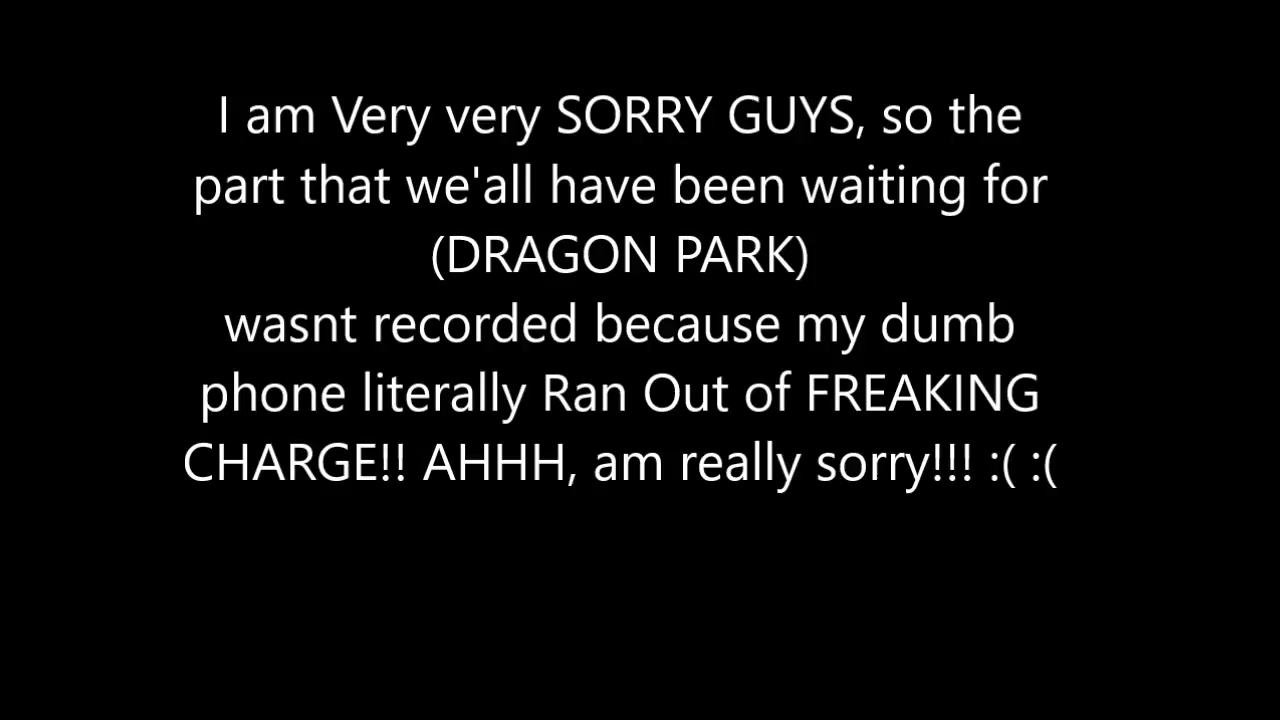 I am Very very SORRY GUYS, so the
part that we'all have been waiting for
(DRAGON PARK)
wasnt recorded because my dumb
phone literally Ran Out of FREAKING
CHARGE!! AHHH, am really sorry!!! :( :(